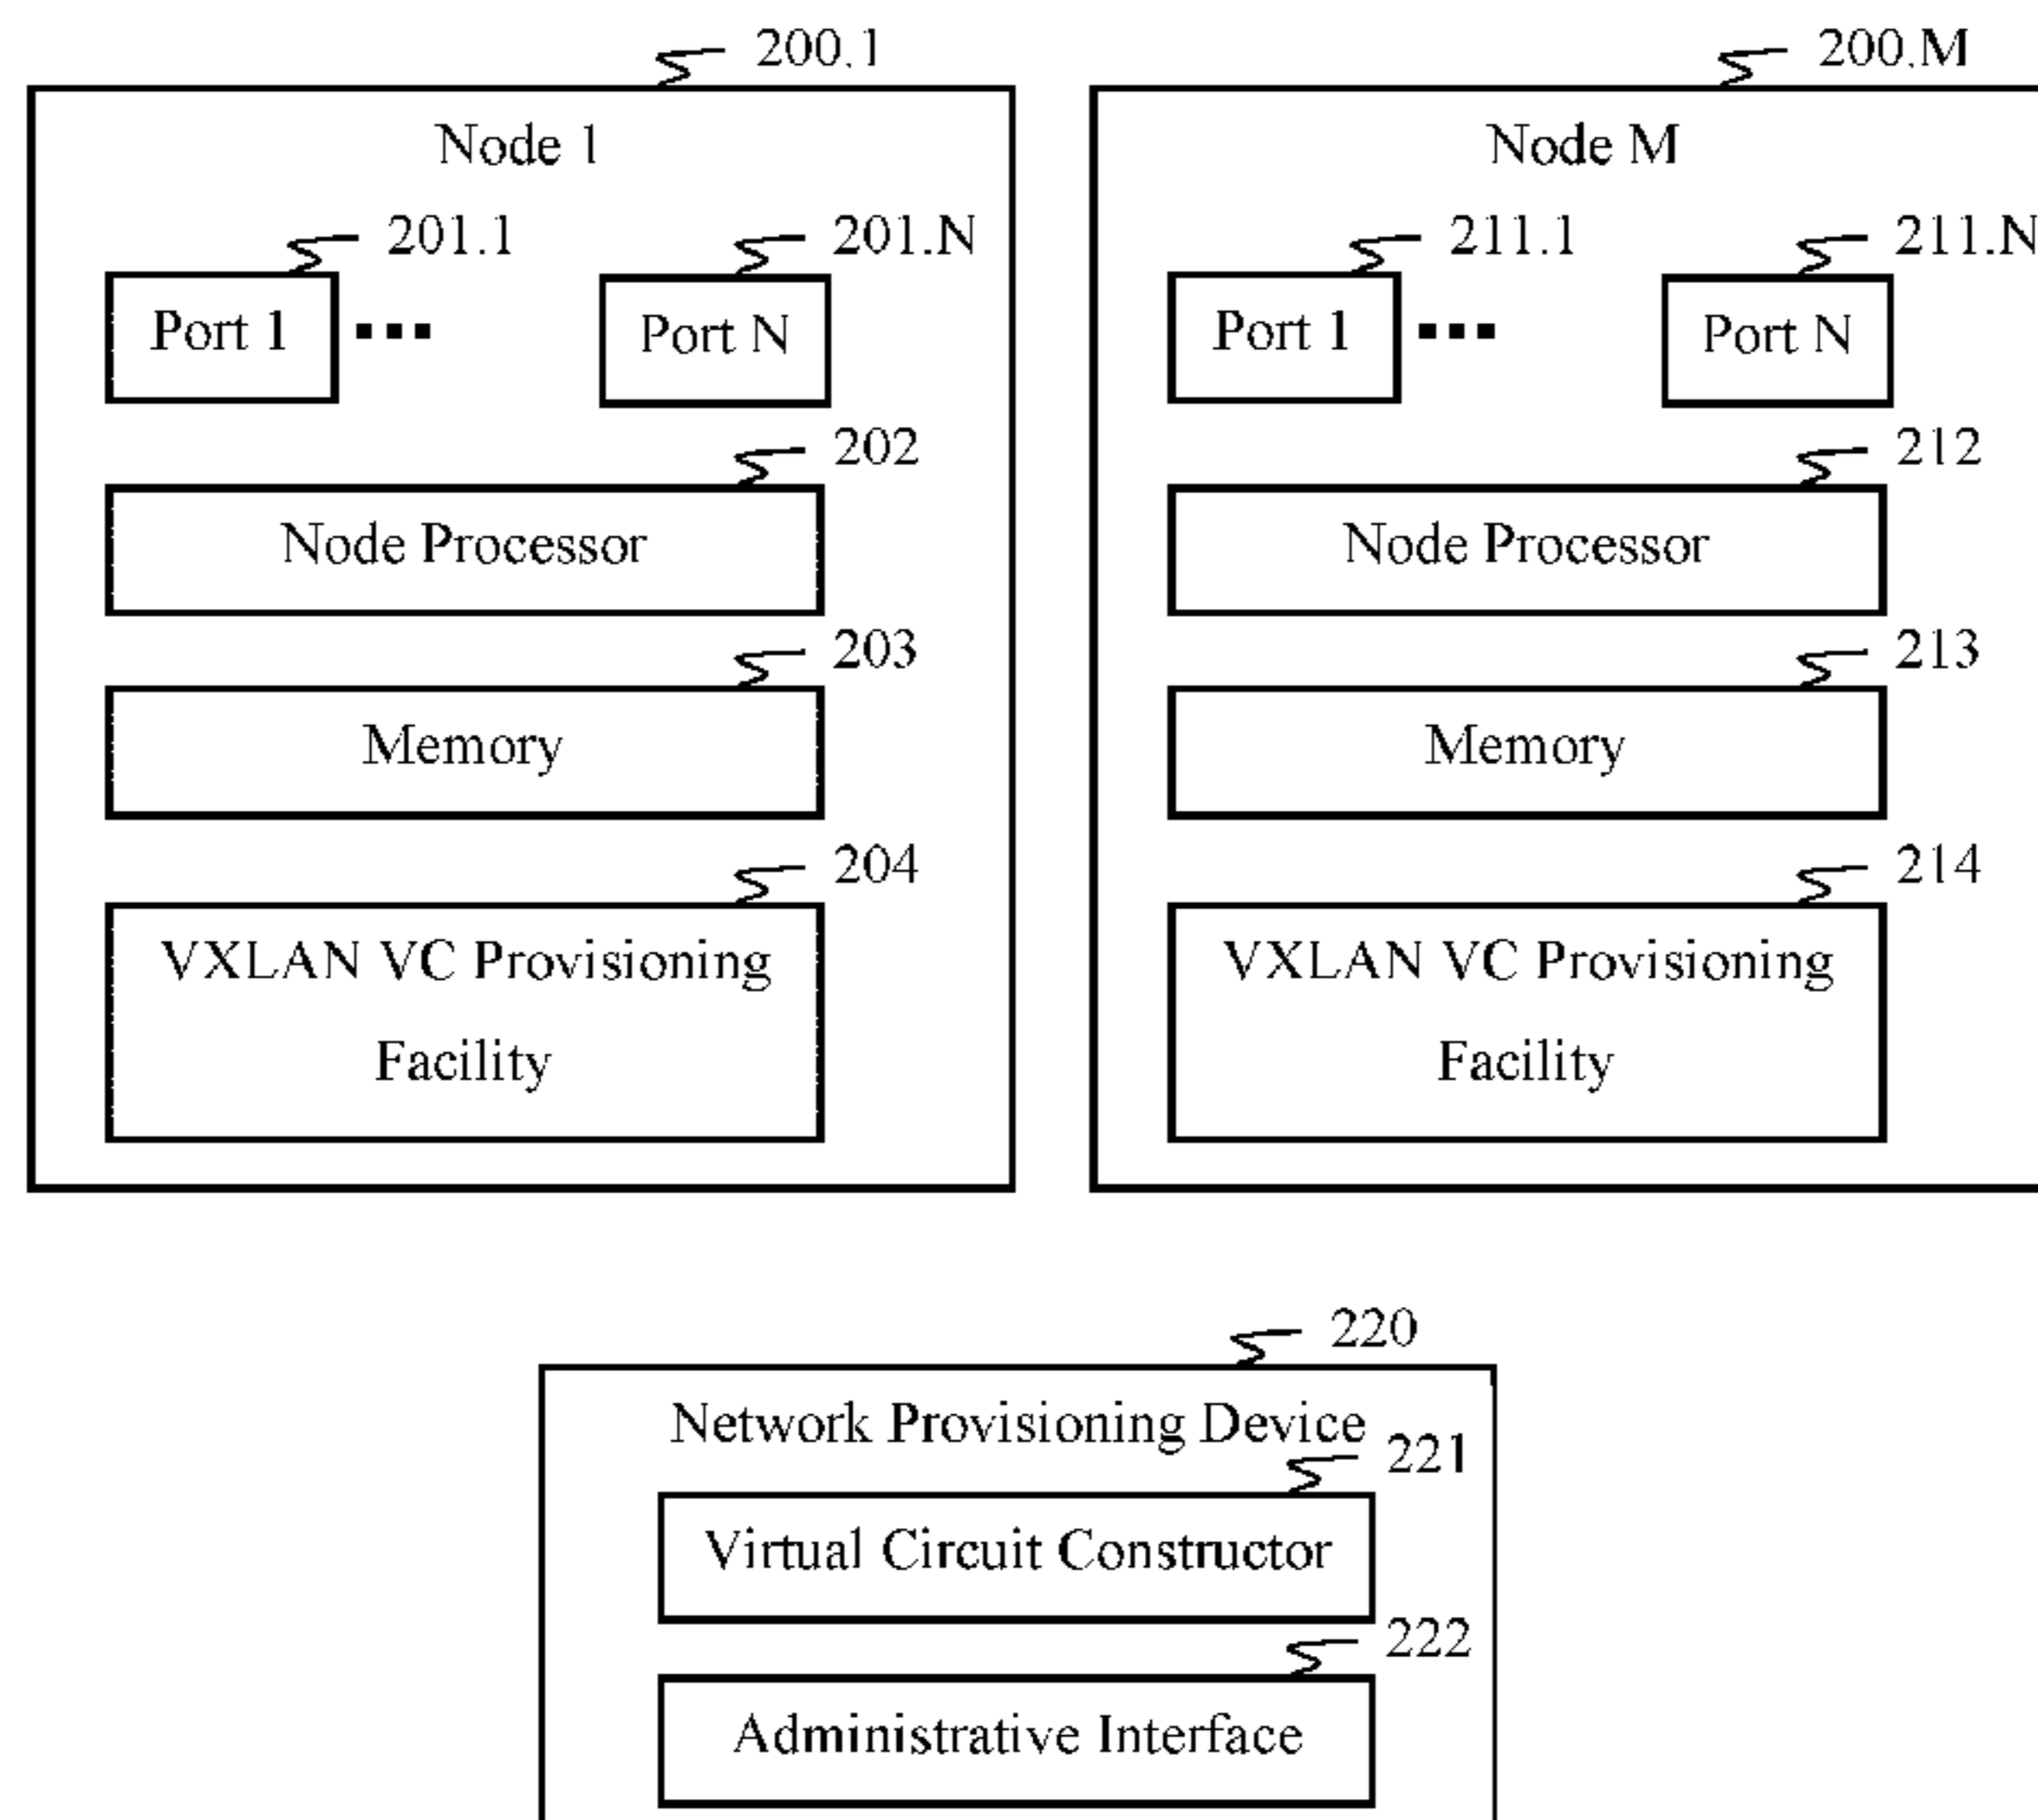 200.1
Node 1
201.1
201.N
Port 1
Port N
202
Node Processor
203
Memory
204
VXLAN VC Provisioning
Facility
200.M
Node M
211.1
211.N
Port 1
Port N
212
Node Processor
213
Memory
214
VXLAN VC Provisioning
Facility
220
Network Provisioning Device
221
Virtual Circuit Constructor
222
Administrative Interface